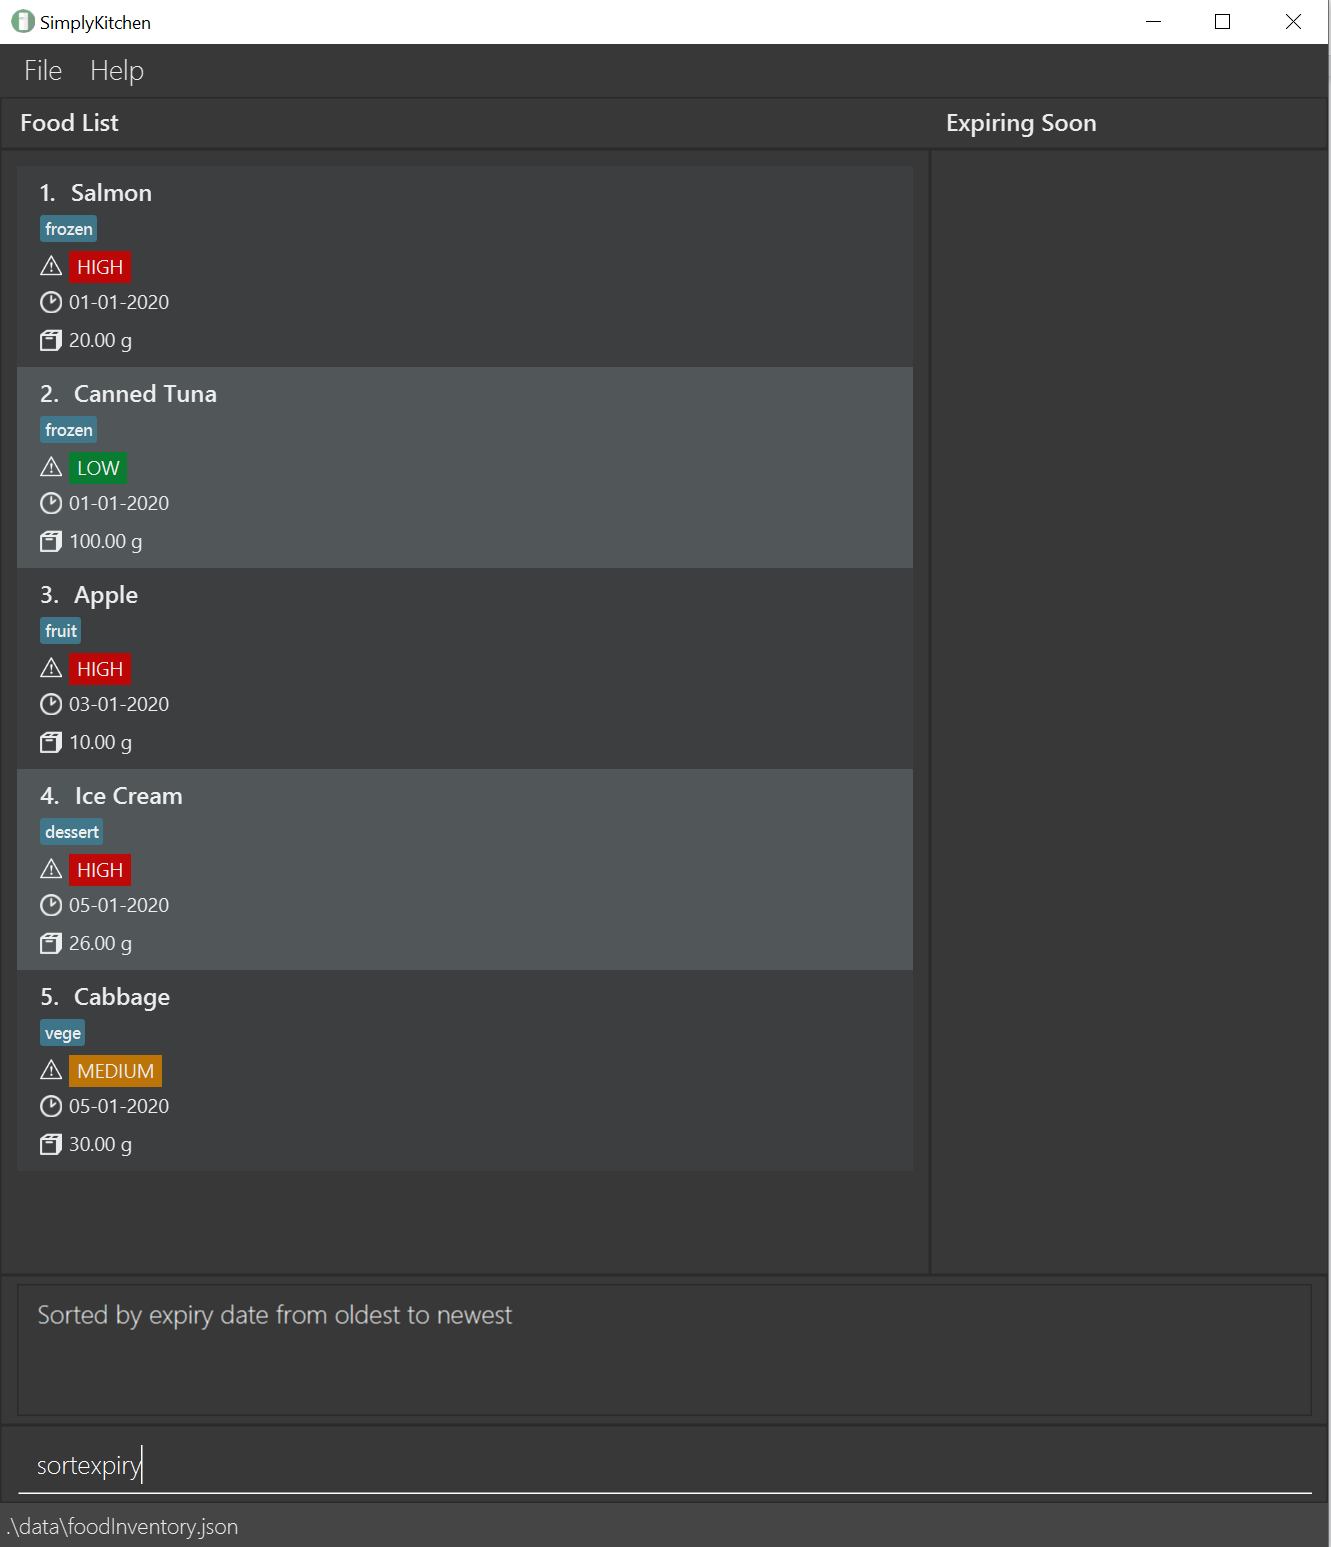 SimplyKitchen
File Help
Food List
Expiring Soon
1. Salmon
frozen
HIGH
01-01-2020
20.00 g
2. Canned Tuna
frozen
LOW
01-01-2020
100.00 g
3. Apple
fruit
HIGH
03-01-2020
10.00 g
4. Ice Cream
dessert
HIGH
05-01-2020
26.00 g
5. Cabbage
vege
MEDIUM
05-01-2020
30.00 g
Sorted by expiry date from oldest to newest
sortexpiry
.\data\foodInventory.json